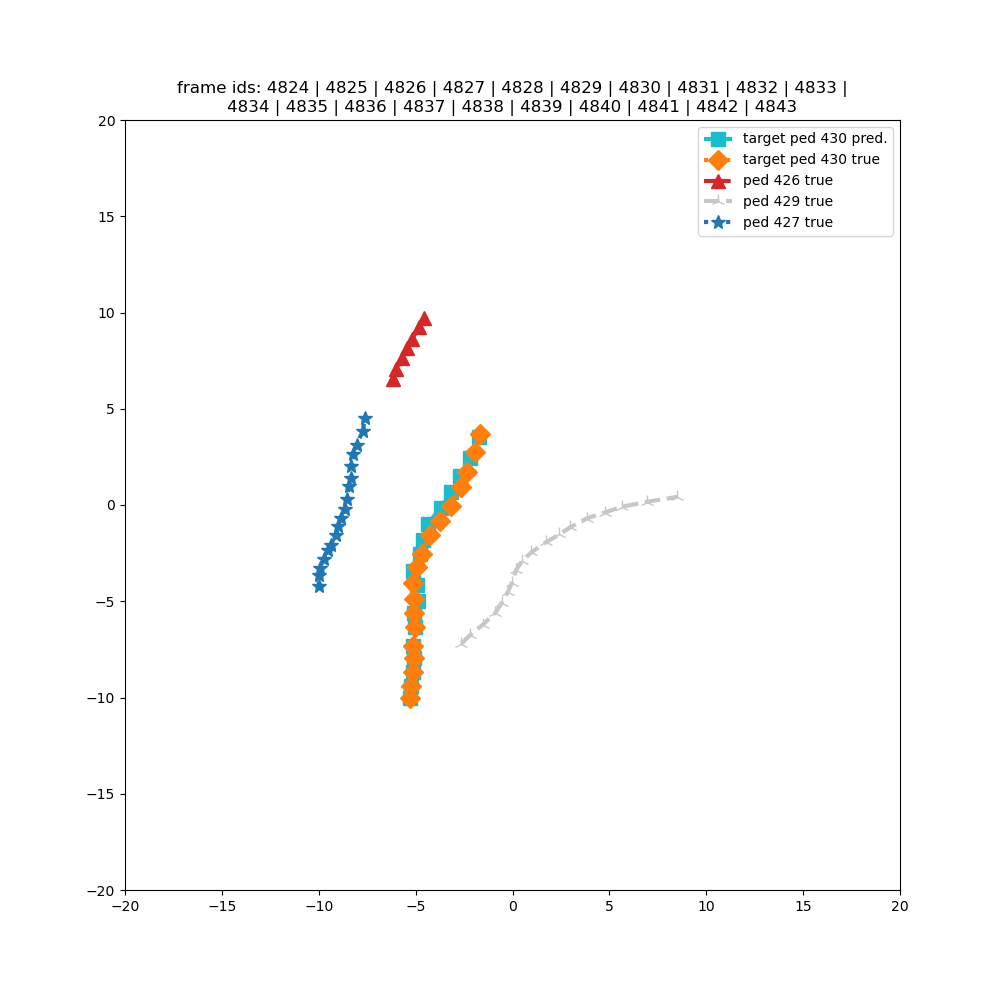 frame ids: 4824 | 4825 | 4826 | 4827 | 4828 | 4829 | 4830 | 4831 | 4832 | 4833 |
4834 | 4835 | 4836 | 4837 | 4838 | 4839 | 4840 | 4841 | 4842 | 4843
target ped 430 pred.
target ped 430 true
ped 426 true
ped 429 true
ped 427 true
20
15
10
5
0
−5
−10
−15
−20
−20 −15 −10 −5 0 5 10 15 20